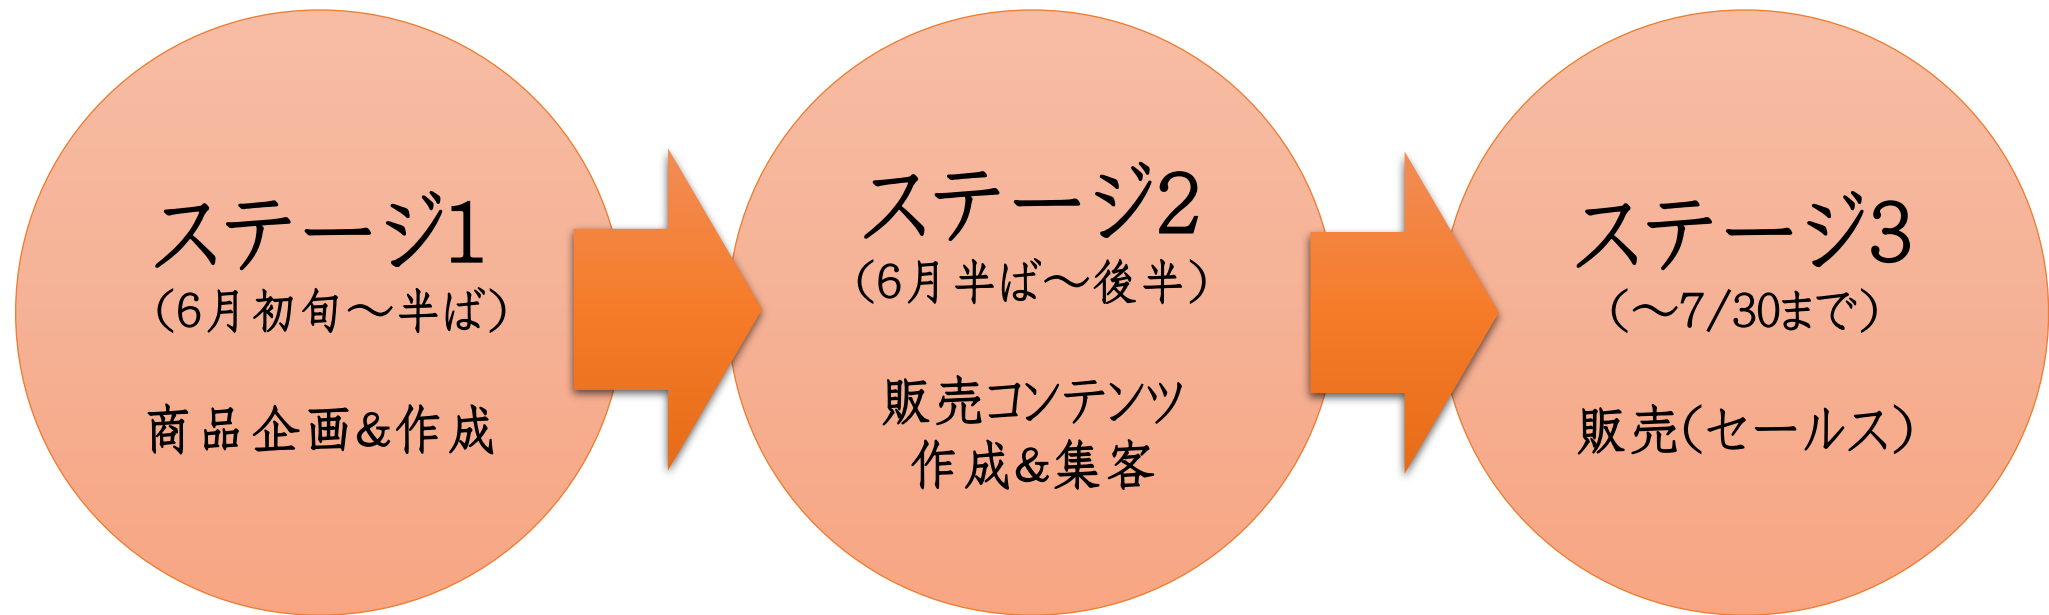 ステージ1
（6月初旬～半ば）
商品企画&作成
ステージ2
（6月半ば～後半）
販売コンテンツ
作成&集客
ステージ3
（～7/30まで）
販売（セールス）